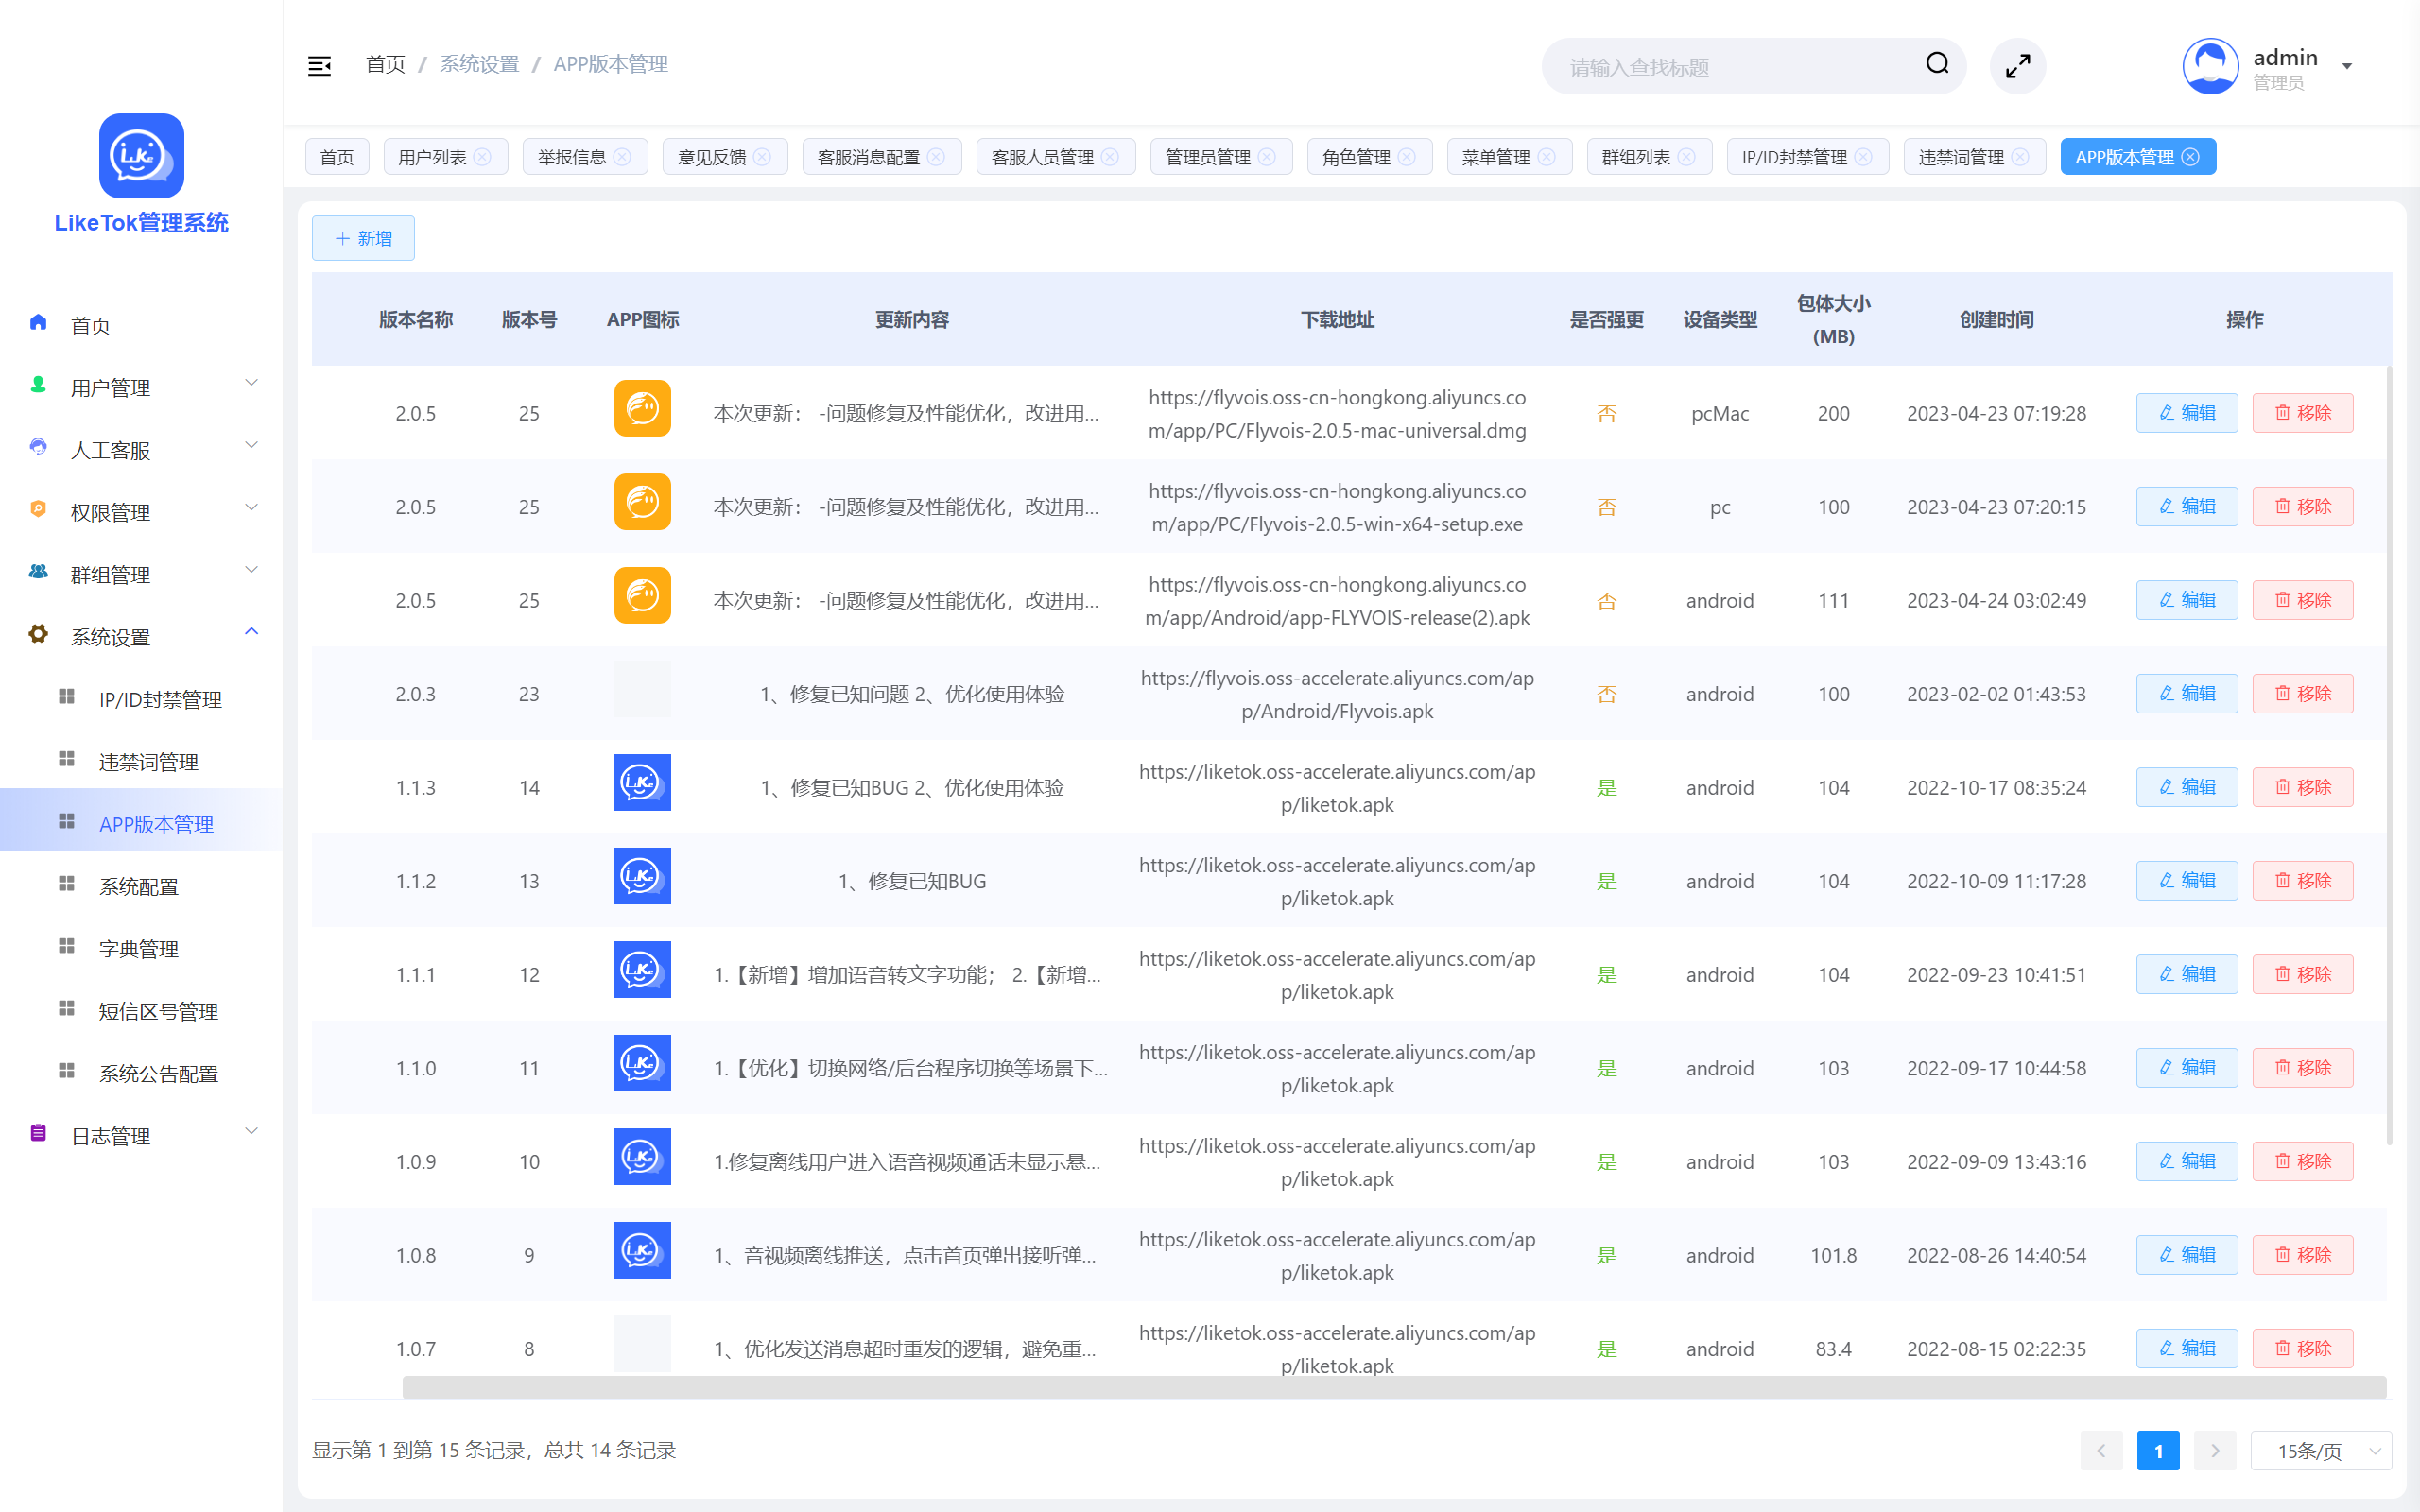 首页 / 系统设置 / APP版本管理
请输入查找标题
admin
管理员
LiKe
LikeTok管理系统
首页
用户管理
人工客服
权限管理
群组管理
系统设置
IP/ID封禁管理
违禁词管理
APP版本管理
系统配置
字典管理
短信区号管理
系统公告配置
日志管理
首页 用户列表 举报信息 意见反馈 客服消息配置 客服人员管理 管理员管理 角色管理 菜单管理 群组列表 IP/ID封禁管理 违禁词管理 APP版本管理
新增
版本名称 版本号 APP图标 更新内容 下载地址 是否强更 设备类型 包体大小 (MB) 创建时间 操作
2.0.5 25 本次更新： -问题修复及性能优化，改进用... https://flyvois.oss-cn-hongkong.aliyuncs.co 否 pcMac 200 2023-04-23 07:19:28 编辑 移除
m/app/PC/Flyvois-2.0.5-mac-universal.dmg
2.0.5 25 本次更新： -问题修复及性能优化，改进用... https://flyvois.oss-cn-hongkong.aliyuncs.co 否 pc 100 2023-04-23 07:20:15 编辑 移除
m/app/PC/Flyvois-2.0.5-win-x64-setup.exe
2.0.5 25 本次更新： -问题修复及性能优化，改进用... https://flyvois.oss-cn-hongkong.aliyuncs.co 否 android 111 2023-04-24 03:02:49 编辑 移除
m/app/Android/app-FLYVOIS-release(2).apk
2.0.3 23 1、修复已知问题 2、优化使用体验 https://flyvois.oss-accelerate.aliyuncs.com/ap 否 android 100 2023-02-02 01:43:53 编辑 移除
p/Android/Flyvois.apk
1.1.3 14 LiKe 1、修复已知BUG 2、优化使用体验 https://liketok.oss-accelerate.aliyuncs.com/ap 是 android 104 2022-10-17 08:35:24 编辑 移除
p/liketok.apk
1.1.2 13 LiKe 1、修复已知BUG https://liketok.oss-accelerate.aliyuncs.com/ap 是 android 104 2022-10-09 11:17:28 编辑 移除
p/liketok.apk
1.1.1 12 LiKe 1.【新增】增加语音转文字功能； 2.【新增... https://liketok.oss-accelerate.aliyuncs.com/ap 是 android 104 2022-09-23 10:41:51 编辑 移除
p/liketok.apk
1.1.0 11 LiKe 1.【优化】切换网络/后台程序切换等场景下... https://liketok.oss-accelerate.aliyuncs.com/ap 是 android 103 2022-09-17 10:44:58 编辑 移除
p/liketok.apk
1.0.9 10 LiKe 1.修复离线用户进入语音视频通话未显示悬... https://liketok.oss-accelerate.aliyuncs.com/ap 是 android 103 2022-09-09 13:43:16 编辑 移除
p/liketok.apk
1.0.8 9 LiKe 1、音视频离线推送，点击首页弹出接听弹... https://liketok.oss-accelerate.aliyuncs.com/ap 是 android 101.8 2022-08-26 14:40:54 编辑 移除
p/liketok.apk
1.0.7 8 1、优化发送消息超时重发的逻辑，避免重... https://liketok.oss-accelerate.aliyuncs.com/ap 是 android 83.4 2022-08-15 02:22:35 编辑 移除
p/liketok.apk
显示第 1 到第 15 条记录，总共 14 条记录
1
15条/页